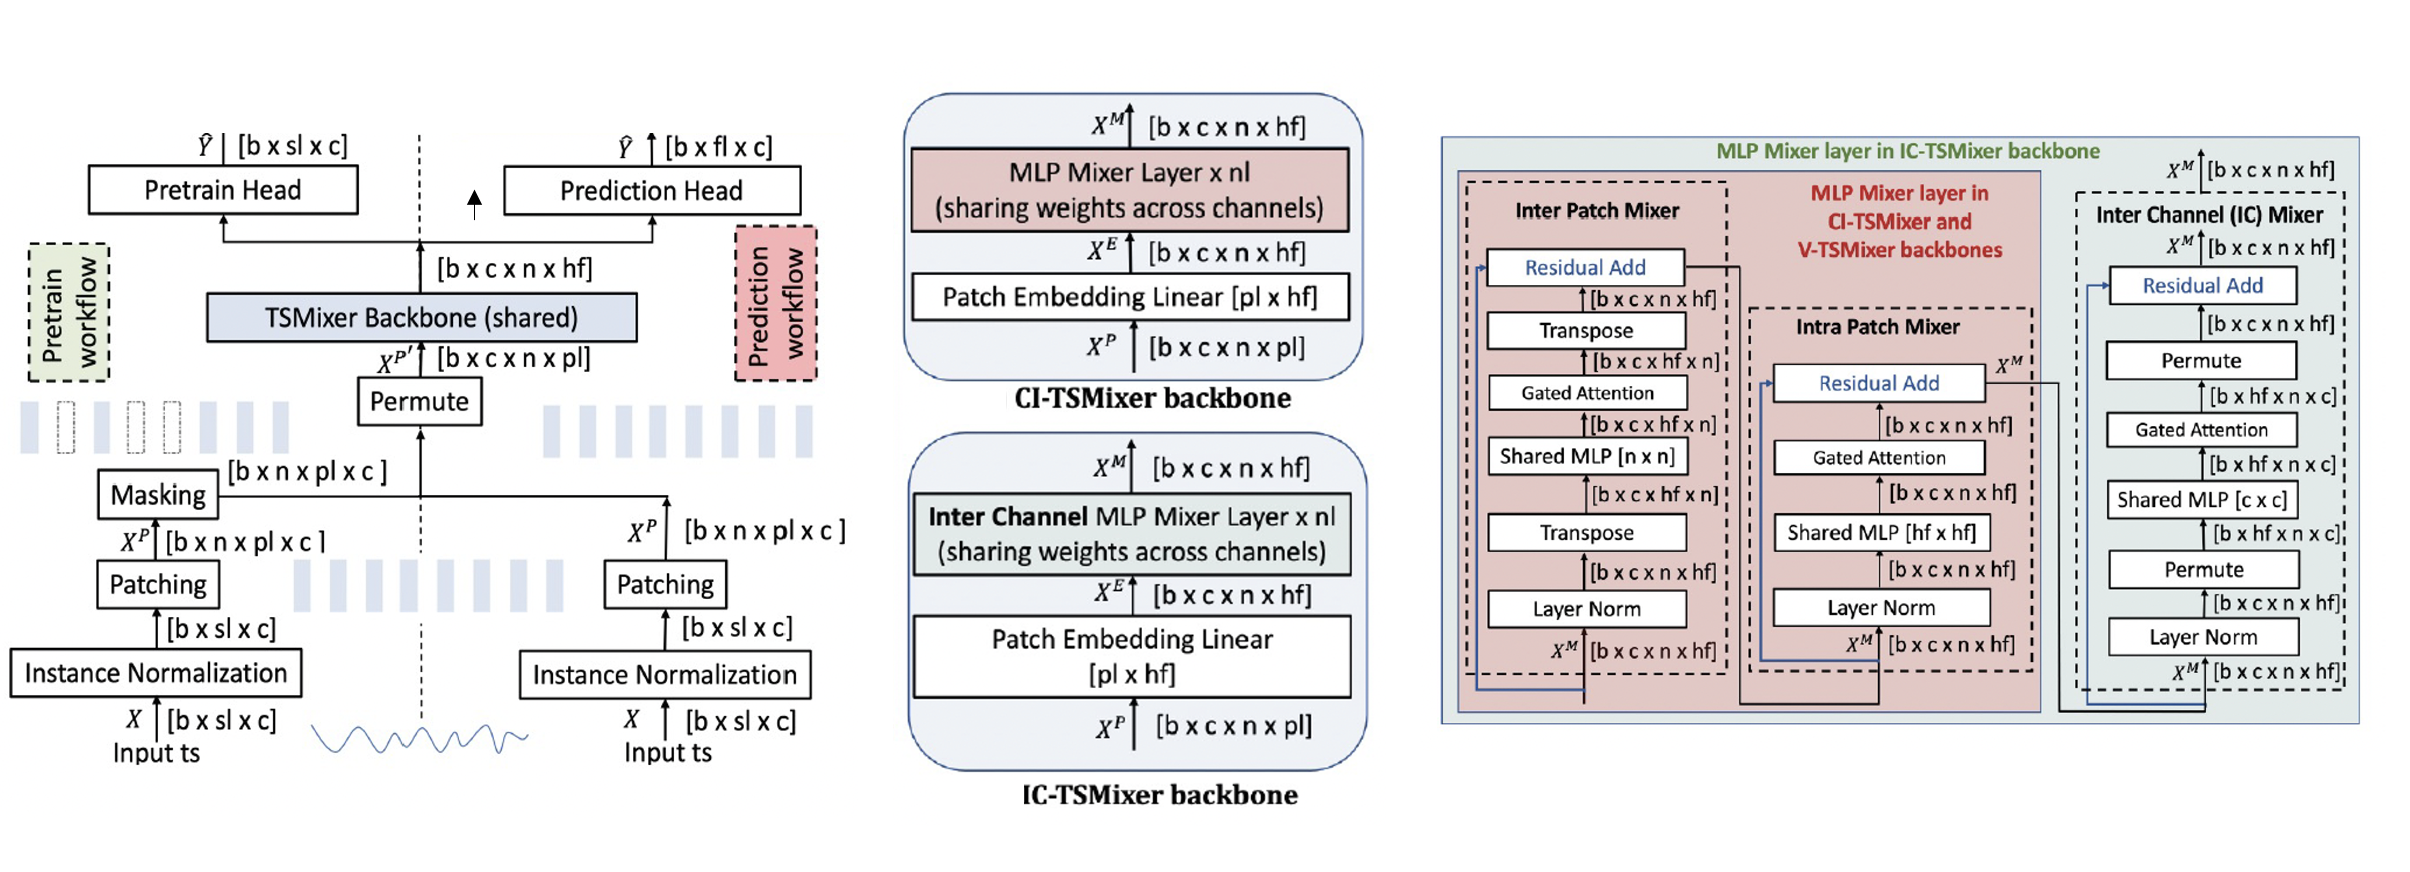 Ŷ [b x sl x c]
Pretrain Head
Ŷ [b x fl x c]
Prediction Head
Pretrain
workflow
Prediction
workflow
[b x c x n x hf]
TSMixer Backbone (shared)
X^P′ [b x c x n x pl]
Permute
[b x n x pl x c ]
Masking
X^P [b x n x pl x c ]
Patching
[b x sl x c]
Instance Normalization
X [b x sl x c]
Input ts
X^P [b x n x pl x c ]
Patching
[b x sl x c]
Instance Normalization
X [b x sl x c]
Input ts
X^M [b x c x n x hf]
MLP Mixer Layer x nl
(sharing weights across channels)
X^E [b x c x n x hf]
Patch Embedding Linear [pl x hf]
X^P [b x c x n x pl]
CI-TSMixer backbone
X^M [b x c x n x hf]
Inter Channel MLP Mixer Layer x nl
(sharing weights across channels)
X^E [b x c x n x hf]
Patch Embedding Linear
[pl x hf]
X^P [b x c x n x pl]
IC-TSMixer backbone
MLP Mixer layer in IC-TSMixer backbone
MLP Mixer layer in
CI-TSMixer and
V-TSMixer backbones
Inter Patch Mixer
Residual Add
[b x c x n x hf]
Transpose
[b x c x hf x n]
Gated Attention
[b x c x hf x n]
Shared MLP [n x n]
[b x c x hf x n]
Transpose
[b x c x n x hf]
Layer Norm
X^M [b x c x n x hf]
Intra Patch Mixer
X^M
Residual Add
[b x c x n x hf]
Gated Attention
[b x c x n x hf]
Shared MLP [hf x hf]
[b x c x n x hf]
Layer Norm
X^M [b x c x n x hf]
X^M [b x c x n x hf]
Inter Channel (IC) Mixer
X^M [b x c x n x hf]
Residual Add
[b x c x n x hf]
Permute
[b x hf x n x c]
Gated Attention
[b x hf x n x c]
Shared MLP [c x c]
[b x hf x n x c]
Permute
[b x c x n x hf]
Layer Norm
X^M [b x c x n x hf]